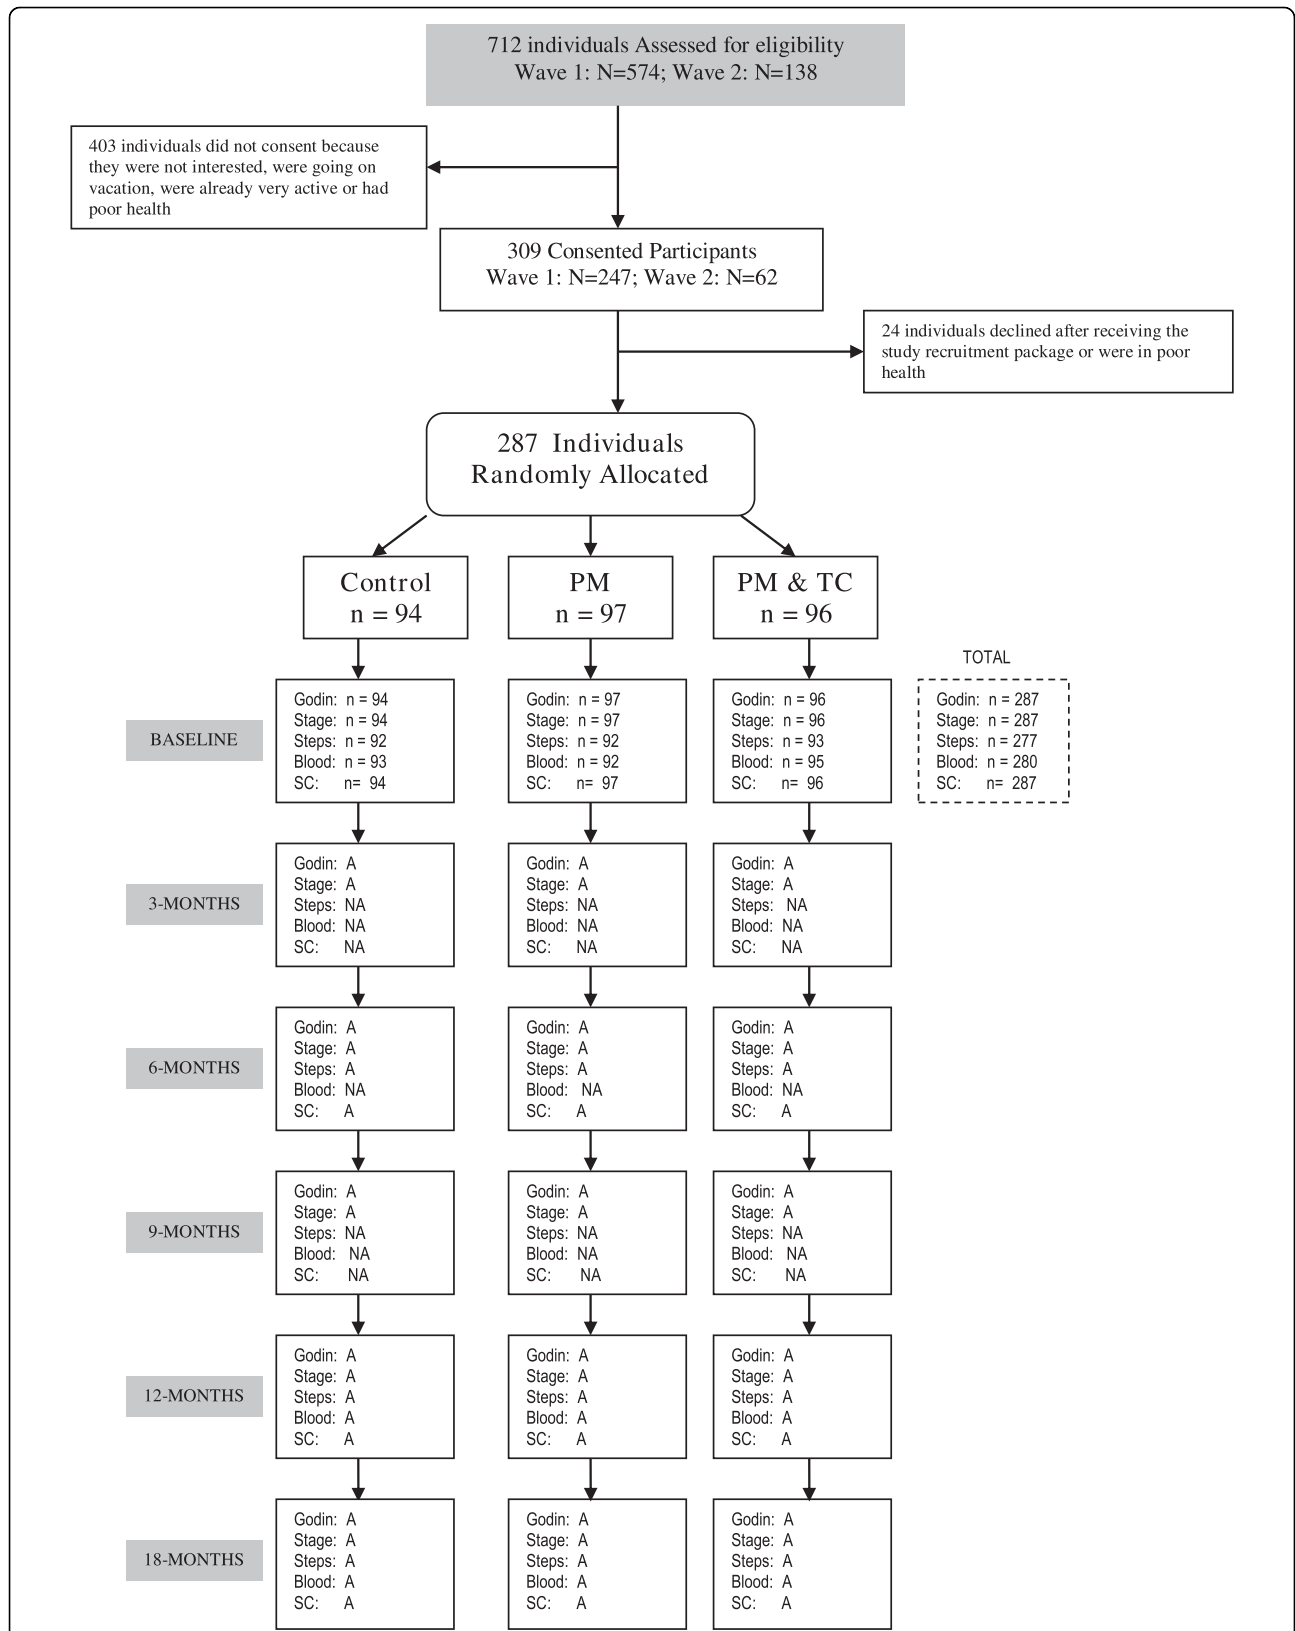 712 individuals Assessed for eligibility
Wave 1: N=574; Wave 2: N=138
403 individuals did not consent because
they were not interested, were going on
vacation, were already very active or had
poor health
309 Consented Participants
Wave 1: N=247; Wave 2: N=62
24 individuals declined after receiving the
study recruitment package or were in poor
health
287 Individuals
Randomly Allocated
Control
n = 94
PM
n = 97
PM & TC
n = 96
TOTAL
BASELINE
Godin: n = 94
Stage: n = 94
Steps: n = 92
Blood: n = 93
SC: n= 94
Godin: n = 97
Stage: n = 97
Steps: n = 92
Blood: n = 92
SC: n= 97
Godin: n = 96
Stage: n = 96
Steps: n = 93
Blood: n = 95
SC: n= 96
Godin: n = 287
Stage: n = 287
Steps: n = 277
Blood: n = 280
SC: n= 287
3-MONTHS
Godin: A
Stage: A
Steps: NA
Blood: NA
SC: NA
Godin: A
Stage: A
Steps: NA
Blood: NA
SC: NA
Godin: A
Stage: A
Steps: NA
Blood: NA
SC: NA
6-MONTHS
Godin: A
Stage: A
Steps: A
Blood: NA
SC: A
Godin: A
Stage: A
Steps: A
Blood: NA
SC: A
Godin: A
Stage: A
Steps: A
Blood: NA
SC: A
9-MONTHS
Godin: A
Stage: A
Steps: NA
Blood: NA
SC: NA
Godin: A
Stage: A
Steps: NA
Blood: NA
SC: NA
Godin: A
Stage: A
Steps: NA
Blood: NA
SC: NA
12-MONTHS
Godin: A
Stage: A
Steps: A
Blood: A
SC: A
Godin: A
Stage: A
Steps: A
Blood: A
SC: A
Godin: A
Stage: A
Steps: A
Blood: A
SC: A
18-MONTHS
Godin: A
Stage: A
Steps: A
Blood: A
SC: A
Godin: A
Stage: A
Steps: A
Blood: A
SC: A
Godin: A
Stage: A
Steps: A
Blood: A
SC: A